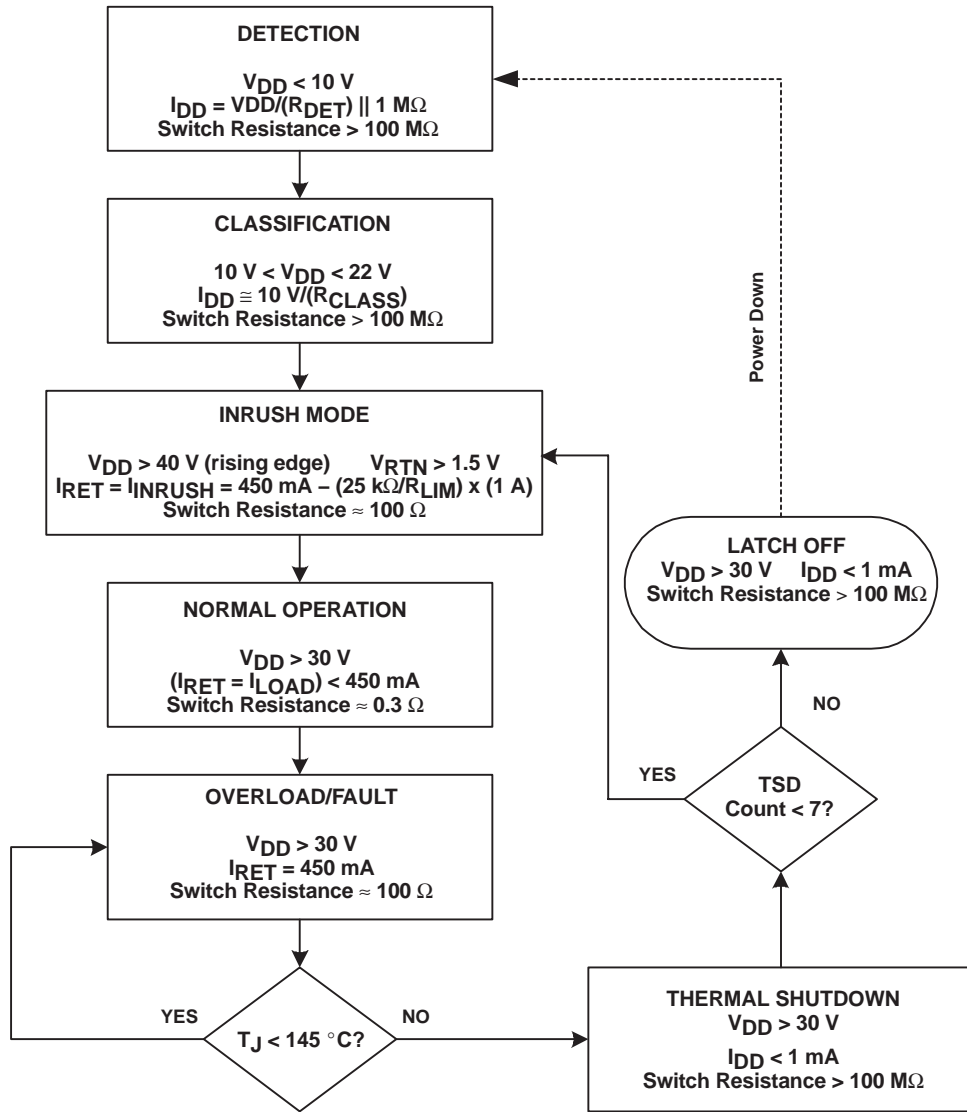 DETECTION
VDD < 10 V
IDD = VDD/(RDET) || 1 MΩ
Switch Resistance > 100 MΩ
CLASSIFICATION
10 V < VDD < 22 V
IDD ≅ 10 V/(RCLASS)
Switch Resistance > 100 MΩ
INRUSH MODE
VDD > 40 V (rising edge) VRTN > 1.5 V
IRET = IINRUSH = 450 mA – (25 kΩ/RLIM) x (1 A)
Switch Resistance ≈ 100 Ω
NORMAL OPERATION
VDD > 30 V
(IRET = ILOAD) < 450 mA
Switch Resistance ≈ 0.3 Ω
OVERLOAD/FAULT
VDD > 30 V
IRET = 450 mA
Switch Resistance ≈ 100 Ω
YES
TJ < 145 °C?
NO
THERMAL SHUTDOWN
VDD > 30 V
IDD < 1 mA
Switch Resistance > 100 MΩ
YES
TSD
Count < 7?
NO
LATCH OFF
VDD > 30 V IDD < 1 mA
Switch Resistance > 100 MΩ
Power Down